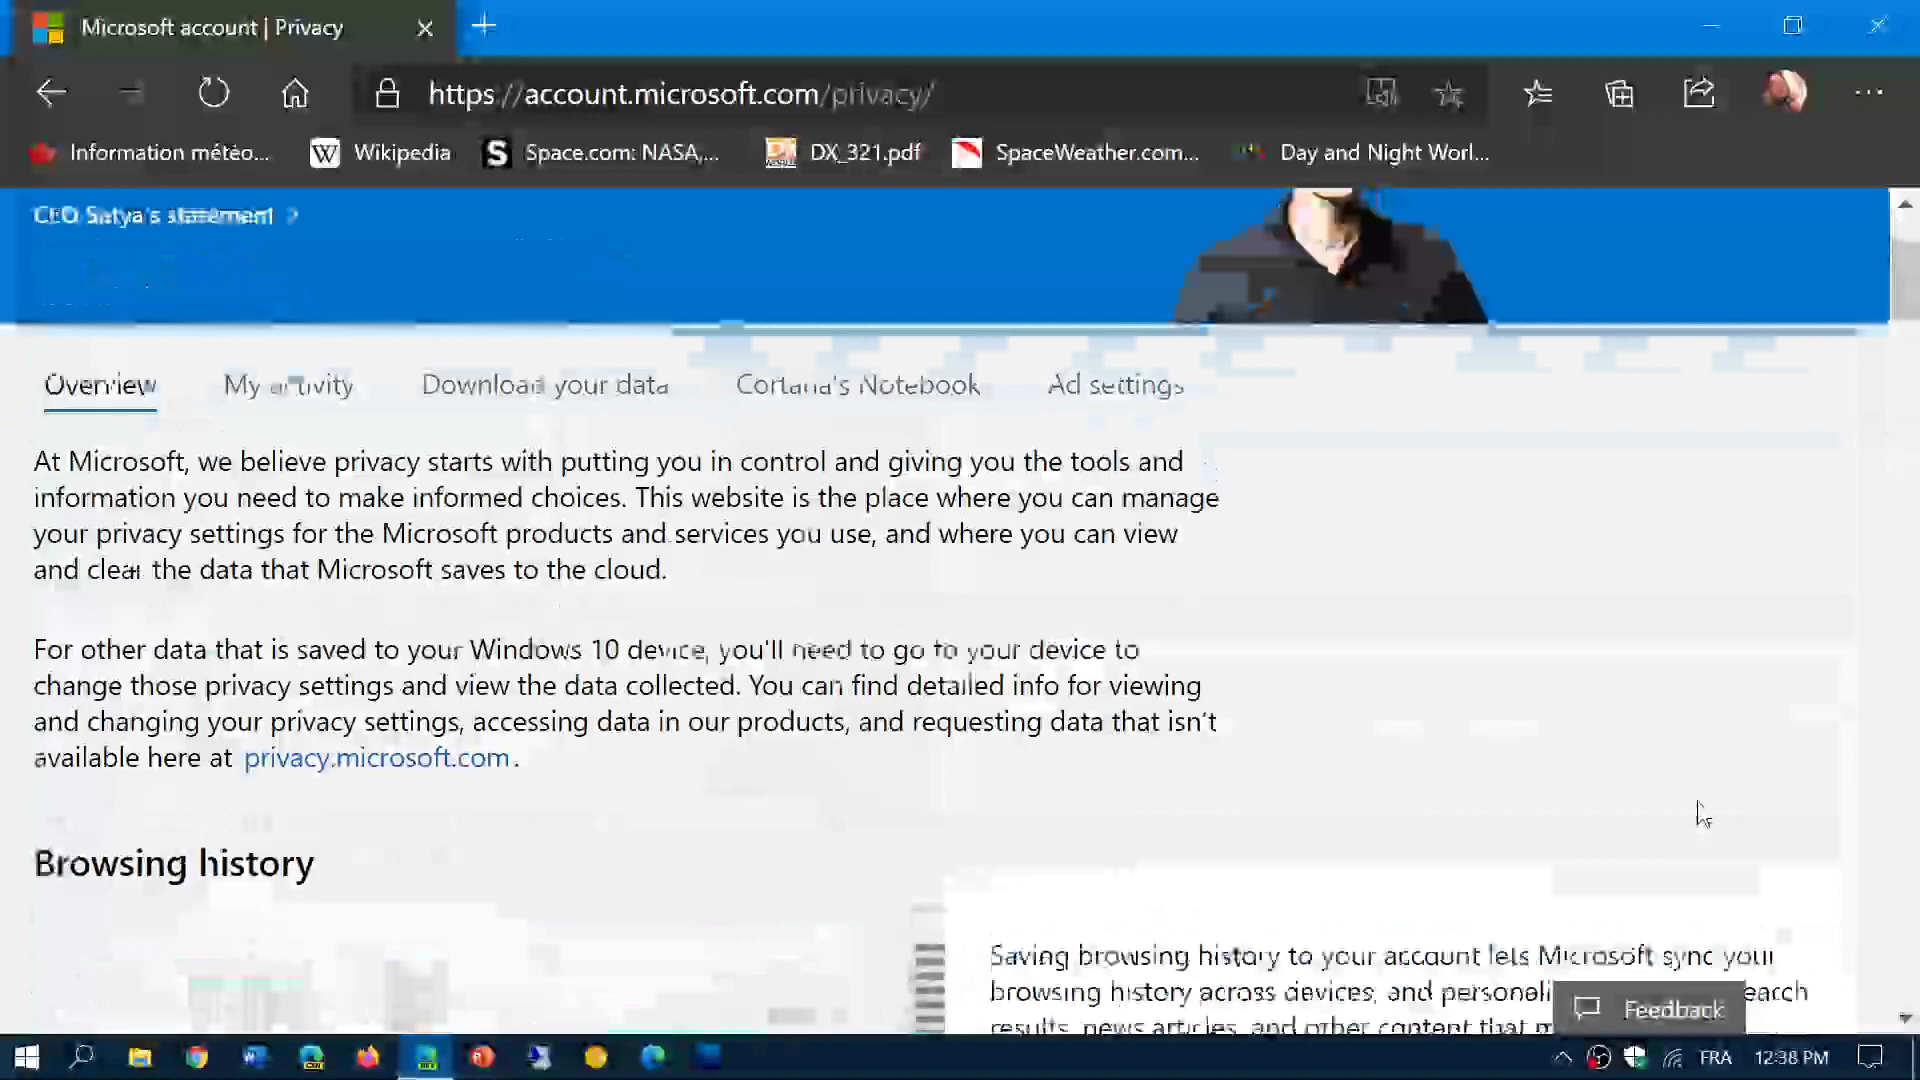 Microsoft account | Privacy
https://account.microsoft.com/privacy/
Information météo...
Wikipedia
Space.com: NASA,...
DX_321.pdf
SpaceWeather.com...
Day and Night Worl...
CEO Satya's statement
Overview
My activity
Download your data
Cortana's Notebook
Ad settings
At Microsoft, we believe privacy starts with putting you in control and giving you the tools and
information you need to make informed choices. This website is the place where you can manage
your privacy settings for the Microsoft products and services you use, and where you can view
and clear the data that Microsoft saves to the cloud.
For other data that is saved to your Windows 10 device, you'll need to go to your device to
change those privacy settings and view the data collected. You can find detailed info for viewing
and changing your privacy settings, accessing data in our products, and requesting data that isn't
available here at privacy.microsoft.com.
Browsing history
Saving browsing history to your account lets Microsoft sync your
browsing history across devices, and
results, news articles, and other content that
Feedback
FRA
12:38 PM